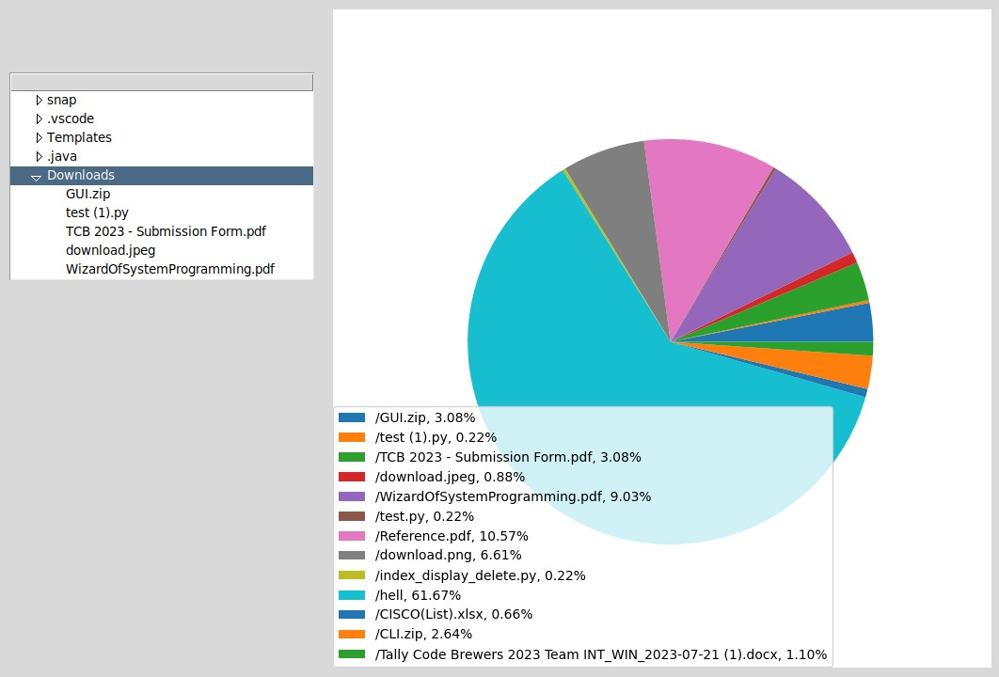 snap
.vscode
Templates
.java
Downloads
GUI.zip
test (1).py
TCB 2023 - Submission Form.pdf
download.jpeg
WizardOfSystemProgramming.pdf
/GUI.zip, 3.08%
/test (1).py, 0.22%
/TCB 2023 - Submission Form.pdf, 3.08%
/download.jpeg, 0.88%
/WizardOfSystemProgramming.pdf, 9.03%
/test.py, 0.22%
/Reference.pdf, 10.57%
/download.png, 6.61%
/index_display_delete.py, 0.22%
/hell, 61.67%
/CISCO(List).xlsx, 0.66%
/CLI.zip, 2.64%
/Tally Code Brewers 2023 Team INT_WIN_2023-07-21 (1).docx, 1.10%